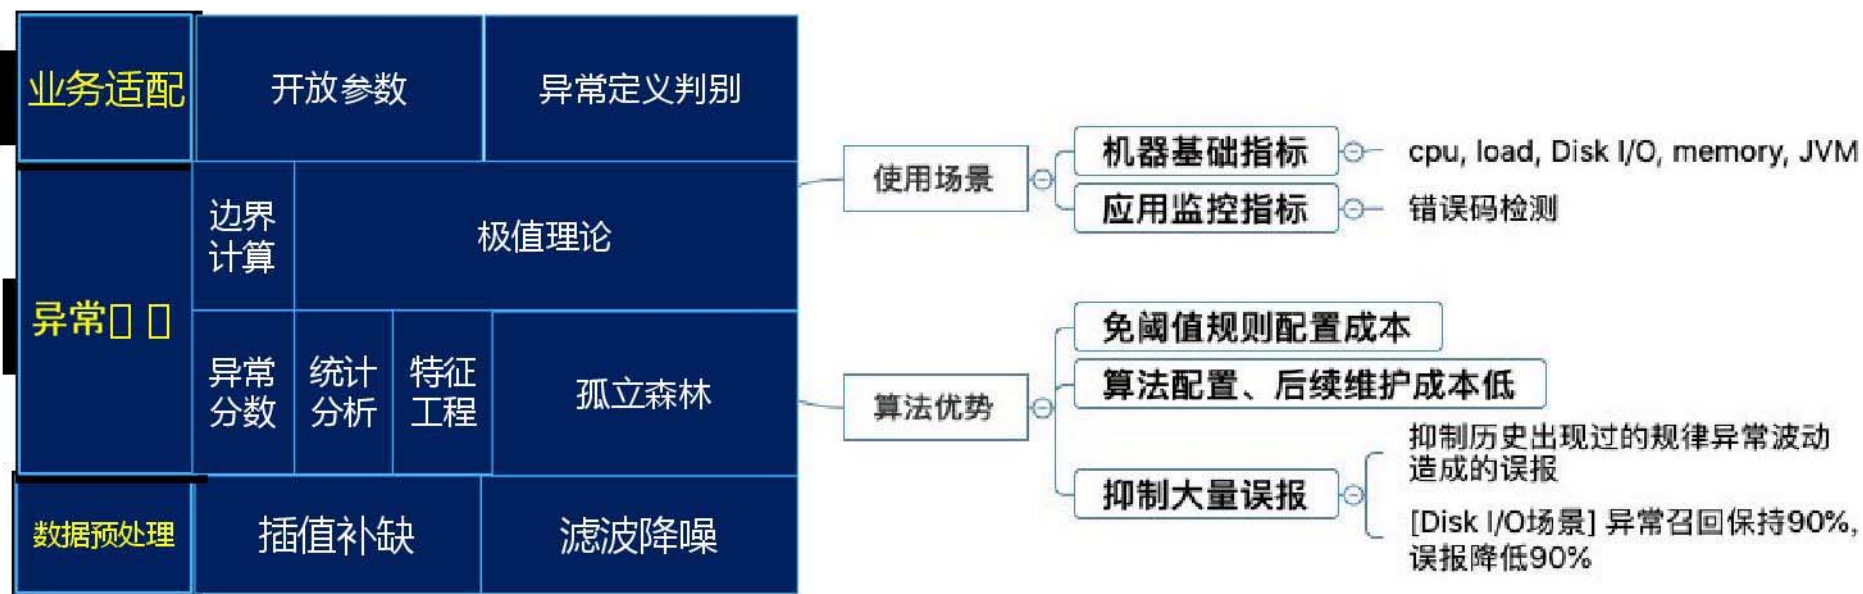 业务适配
开放参数
异常定义判别
异常
边界
计算
极值理论
异常
分数
统计
分析
特征
工程
孤立森林
数据预处理
插值补缺
滤波降噪
使用场景
机器基础指标
cpu, load, Disk I/O, memory, JVM
应用监控指标
错误码检测
算法优势
免阈值规则配置成本
算法配置、后续维护成本低
抑制大量误报
抑制历史出现过的规律异常波动
造成的误报
[Disk I/O场景] 异常召回保持90%,
误报降低90%